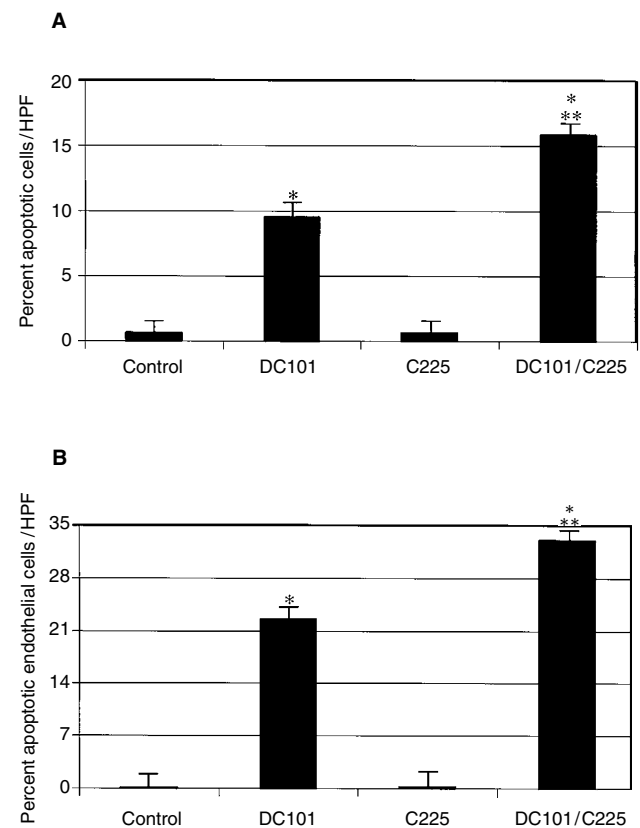 A
Percent apoptotic cells/HPF
20
15
10
5
0
*
*
**
Control DC101 C225 DC101/C225
B
Percent apoptotic endothelial cells/HPF
35
28
21
14
7
0
*
*
**
Control DC101 C225 DC101/C225